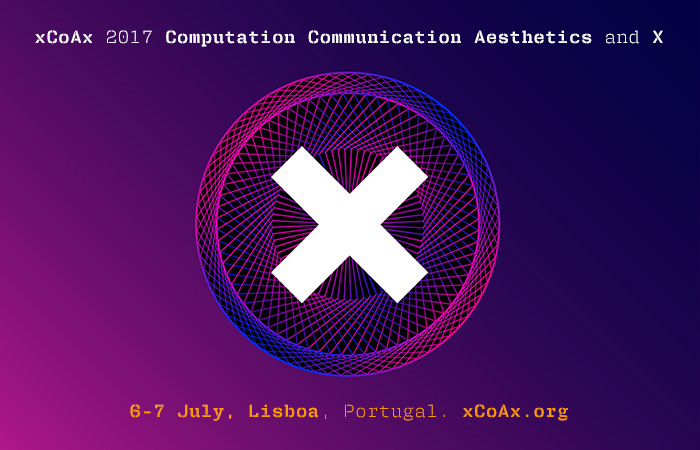 xCoAx 2017 Computation Communication Aesthetics and X
6-7 July, Lisboa, Portugal. xCoAx.org